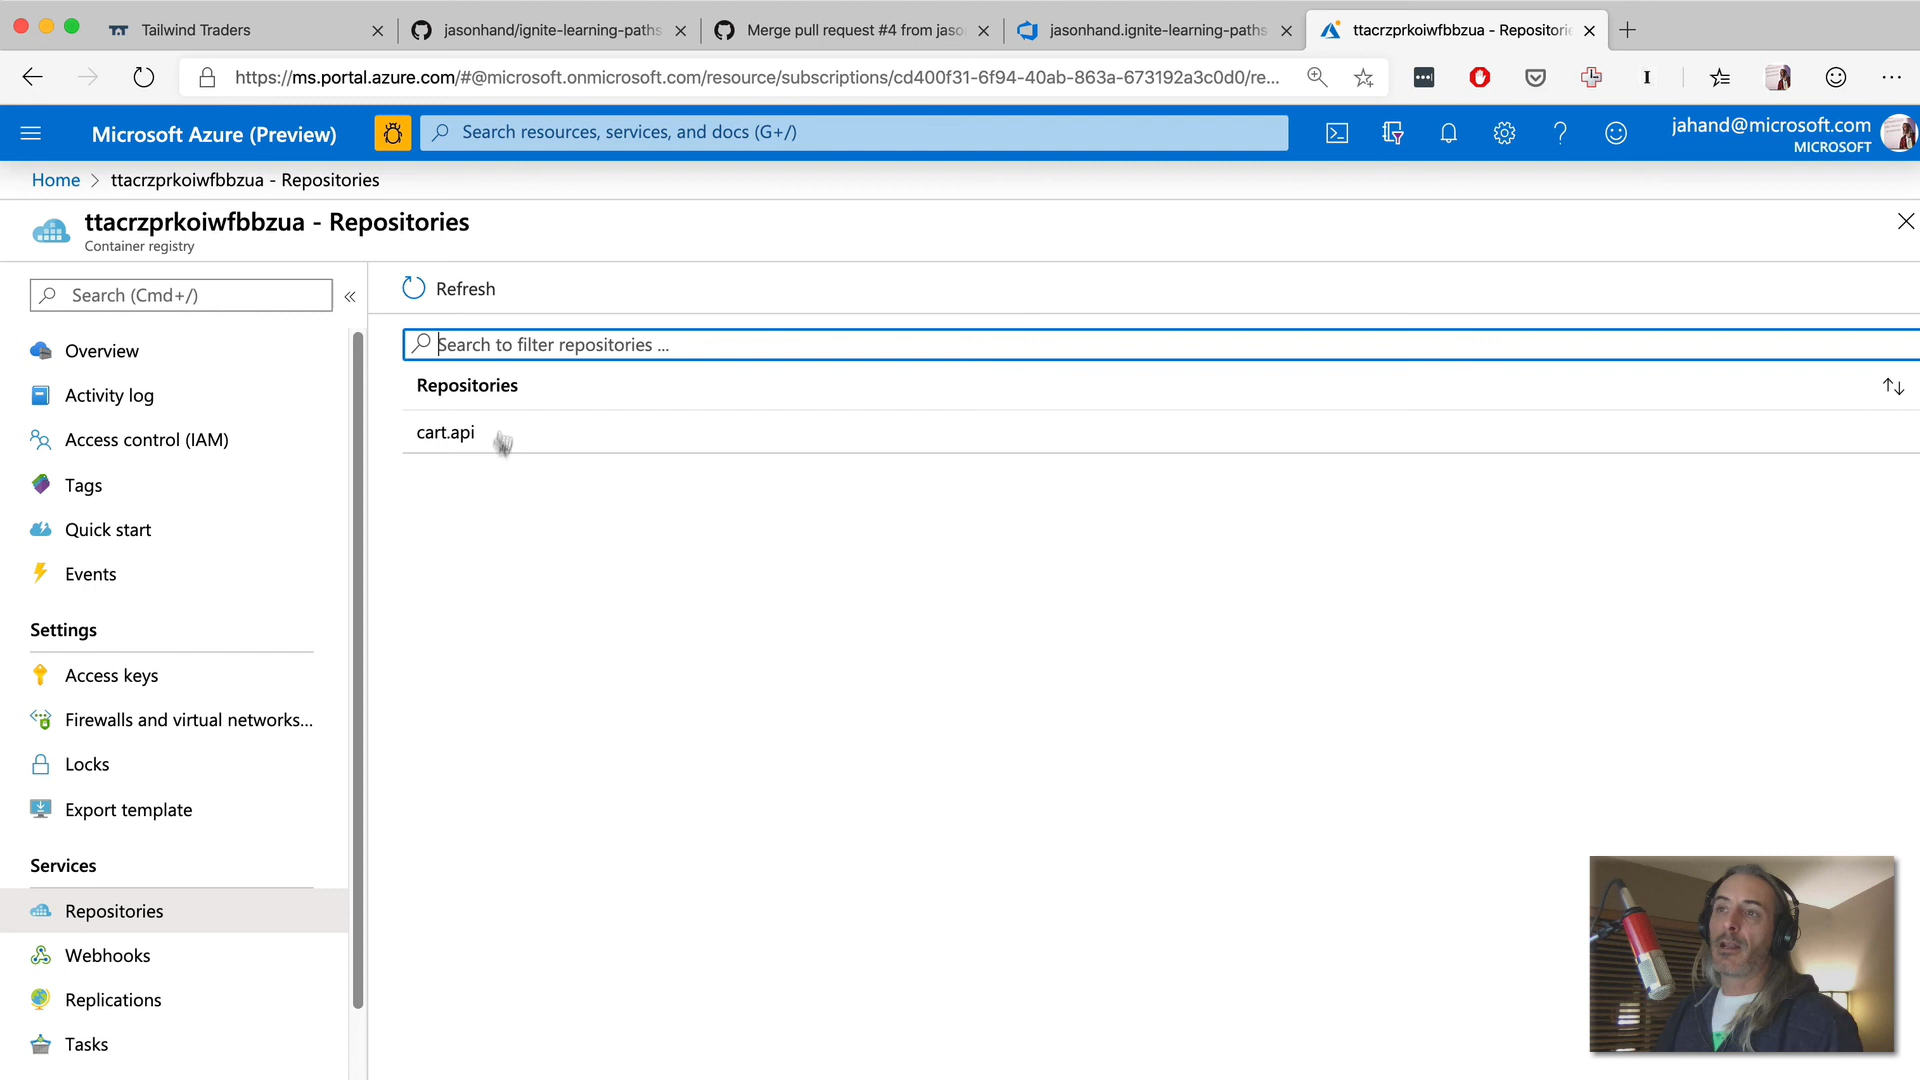 Tailwind Traders
jasonhand/ignite-learning-paths
Merge pull request #4 from jaso
jasonhand.ignite-learning-paths
ttacrzprkoiwfbbzua - Repositorie
https://ms.portal.azure.com/#@microsoft.onmicrosoft.com/resource/subscriptions/cd400f31-6f94-40ab-863a-673192a3c0d0/re...
Microsoft Azure (Preview)
Search resources, services, and docs (G+/)
jahand@microsoft.com
MICROSOFT
Home > ttacrzprkoiwfbbzua - Repositories
ttacrzprkoiwfbbzua - Repositories
Container registry
Search (Cmd+/)
«
Refresh
Search to filter repositories ...
Repositories
cart.api
Overview
Activity log
Access control (IAM)
Tags
Quick start
Events
Settings
Access keys
Firewalls and virtual networks...
Locks
Export template
Services
Repositories
Webhooks
Replications
Tasks